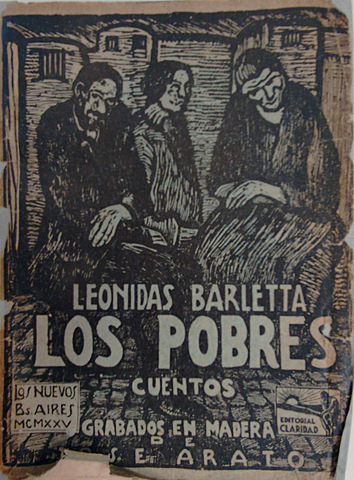 LEONIDAS BARLETTA
LOS POBRES
CUENTOS
LOS NUEVOS
Bs. AIRES
MCMXXV
GRABADOS EN MADERA
DE
SE ARATO
EDITORIAL
CLARIDAD